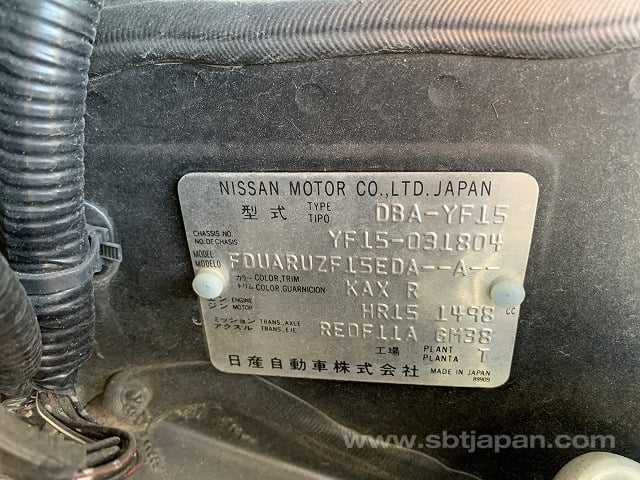 NISSAN MOTOR CO.,LTD. JAPAN
型式 TYPE TIPO DBA-YF15
CHASSIS NO. NO.DE CHASIS YF15-031804
MODEL MODELO FDUARUZF15EDA--A--
カラー トリム COLOR,TRIM COLOR,GUARNICION KAX R
エンジン ENGINE MOTOR HR15 1498 CC
ミッション アクスル TRANS.,AXLE TRANS.,EJE RE0F11A GM38
工場 PLANT PLANTA T
日産自動車株式会社 MADE IN JAPAN
89909
www.sbtjapan.com